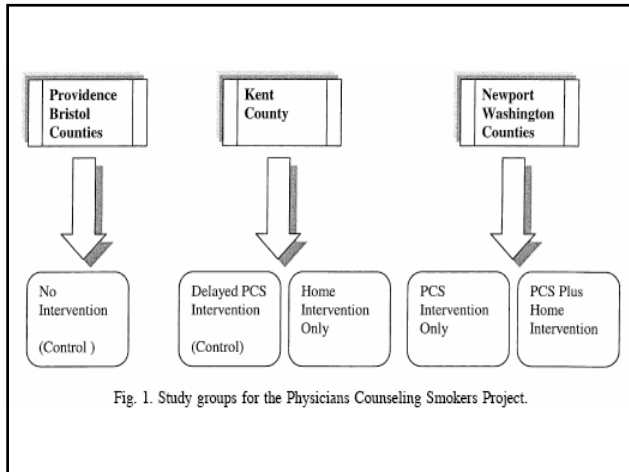 Providence
Bristol
Counties
Kent
County
Newport
Washington
Counties
No
Intervention
(Control )
Delayed PCS
Intervention
(Control)
Home
Intervention
Only
PCS
Intervention
Only
PCS Plus
Home
Intervention
Fig. 1. Study groups for the Physicians Counseling Smokers Project.